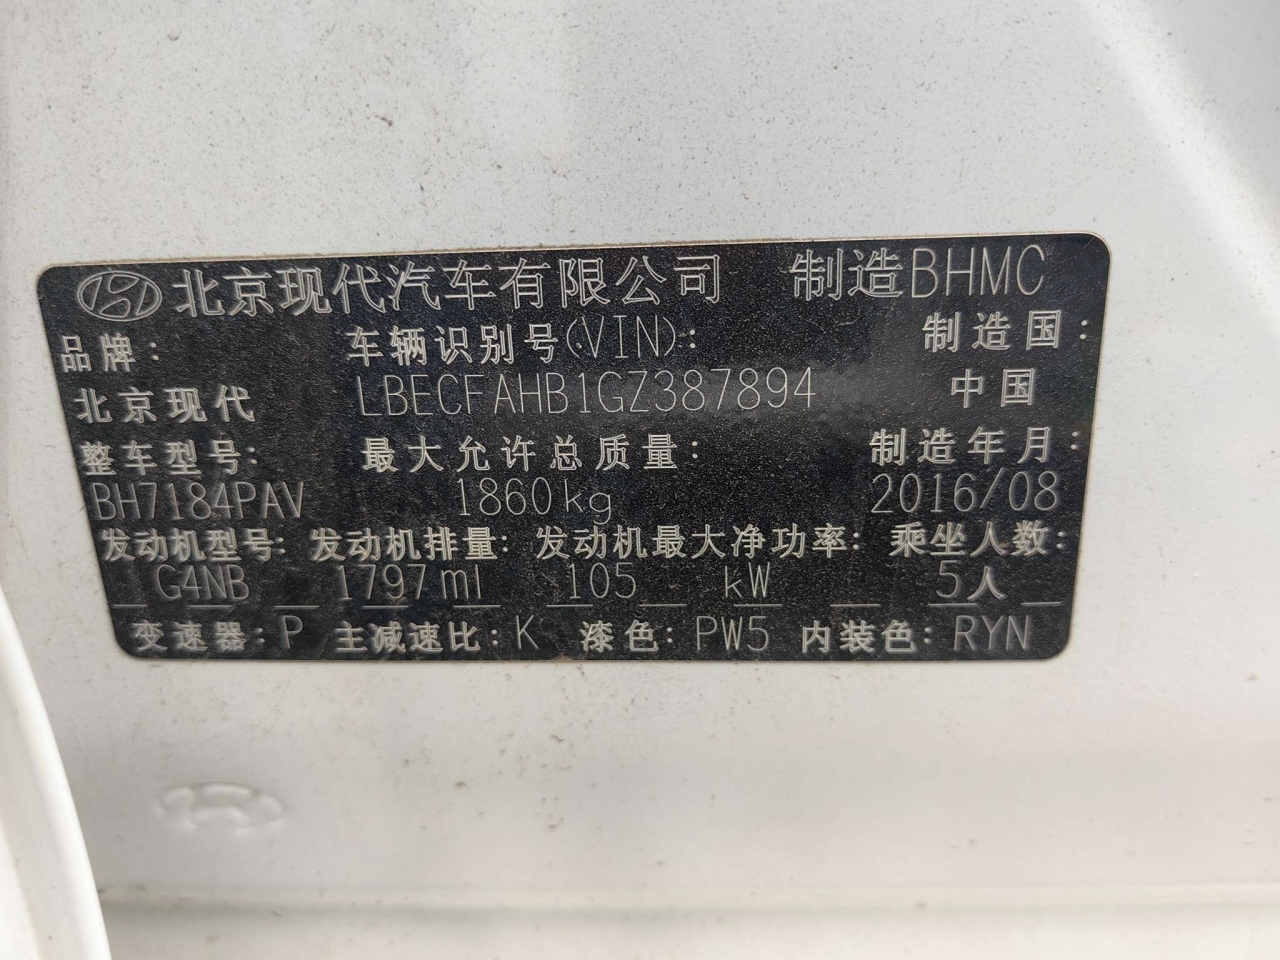 北京现代汽车有限公司 制造BHMC
品牌: 车辆识别号(VIN): 制造国:
北京现代 LBECFAHB1GZ387894 中国
整车型号: 最大允许总质量: 制造年月:
BH7184PAV 1860kg 2016/08
发动机型号: 发动机排量: 发动机最大净功率: 乘坐人数:
G4NB 1797ml 105 kW 5人
变速器: P 主减速比: K 漆色: PW5 内装色: RYN